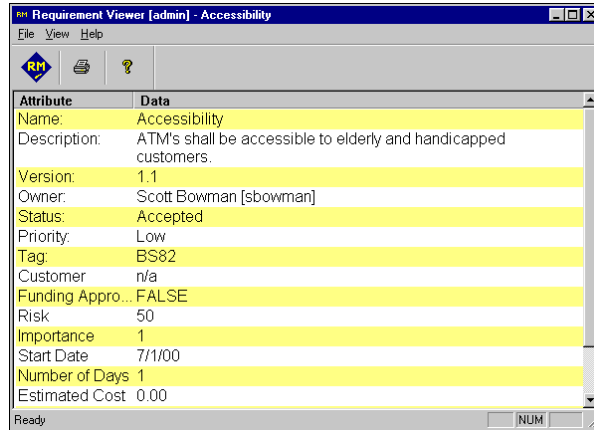 RM Requirement Viewer [admin] - Accessibility
File View Help
RM
Attribute Data
Name: Accessibility
Description: ATM's shall be accessible to elderly and handicapped
customers.
Version: 1.1
Owner: Scott Bowman [sbowman]
Status: Accepted
Priority: Low
Tag: BS82
Customer n/a
Funding Appro... FALSE
Risk 50
Importance 1
Start Date 7/1/00
Number of Days 1
Estimated Cost 0.00
Ready NUM